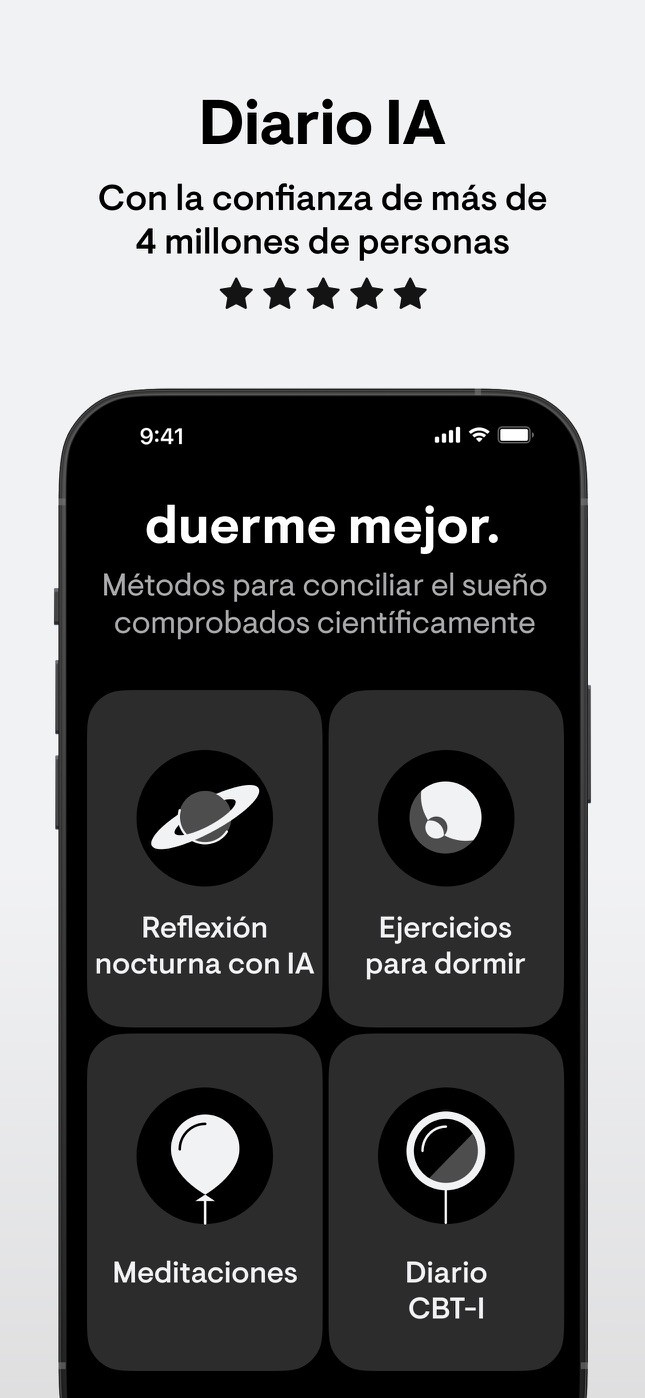 Diario IA
Con la confianza de más de
4 millones de personas
9:41
duerme mejor.
Métodos para conciliar el sueño
comprobados científicamente
Reflexión
nocturna con IA
Ejercicios
para dormir
Meditaciones
Diario
CBT-I